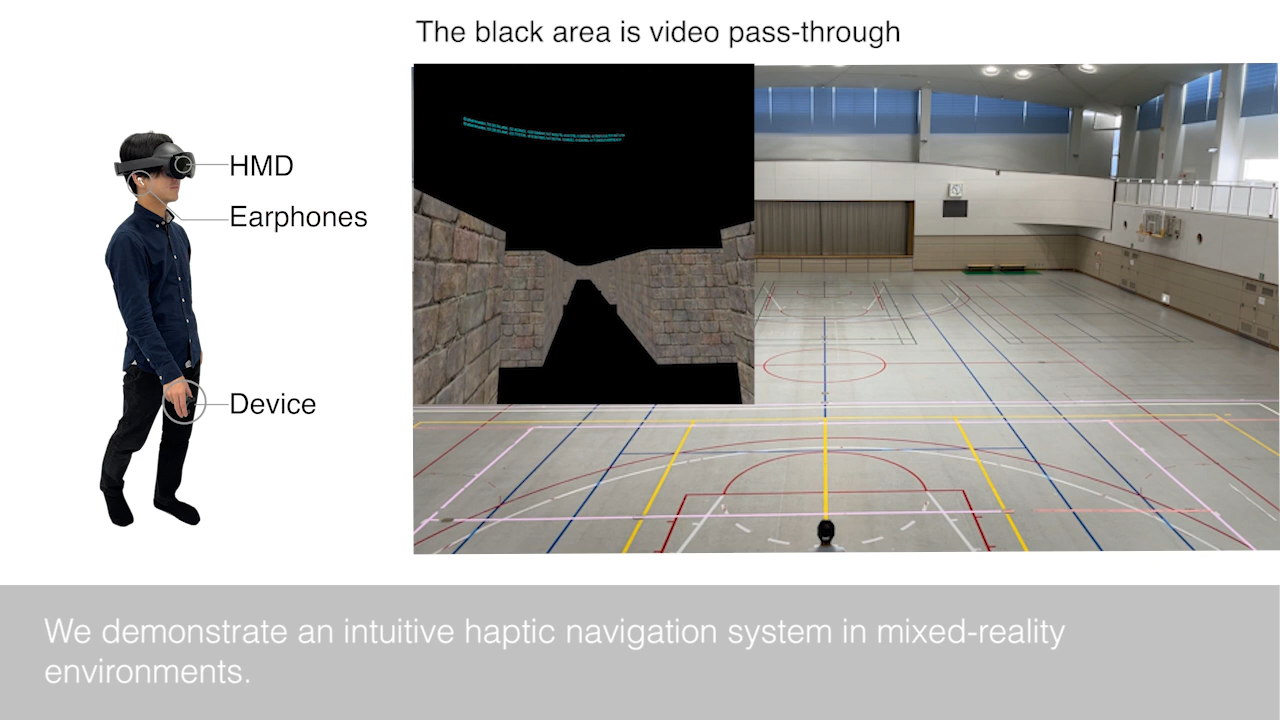 The black area is video pass-through
HMD
Earphones
Device
We demonstrate an intuitive haptic navigation system in mixed-reality
environments.